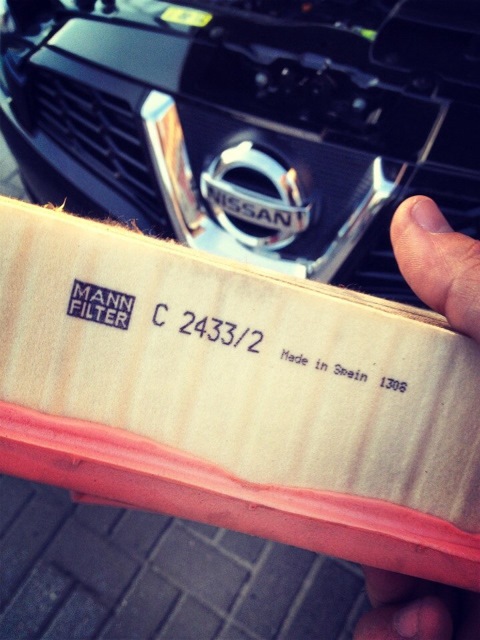 NISSAN
MANN
FILTER
C 2433/2
Made in Spain 1308